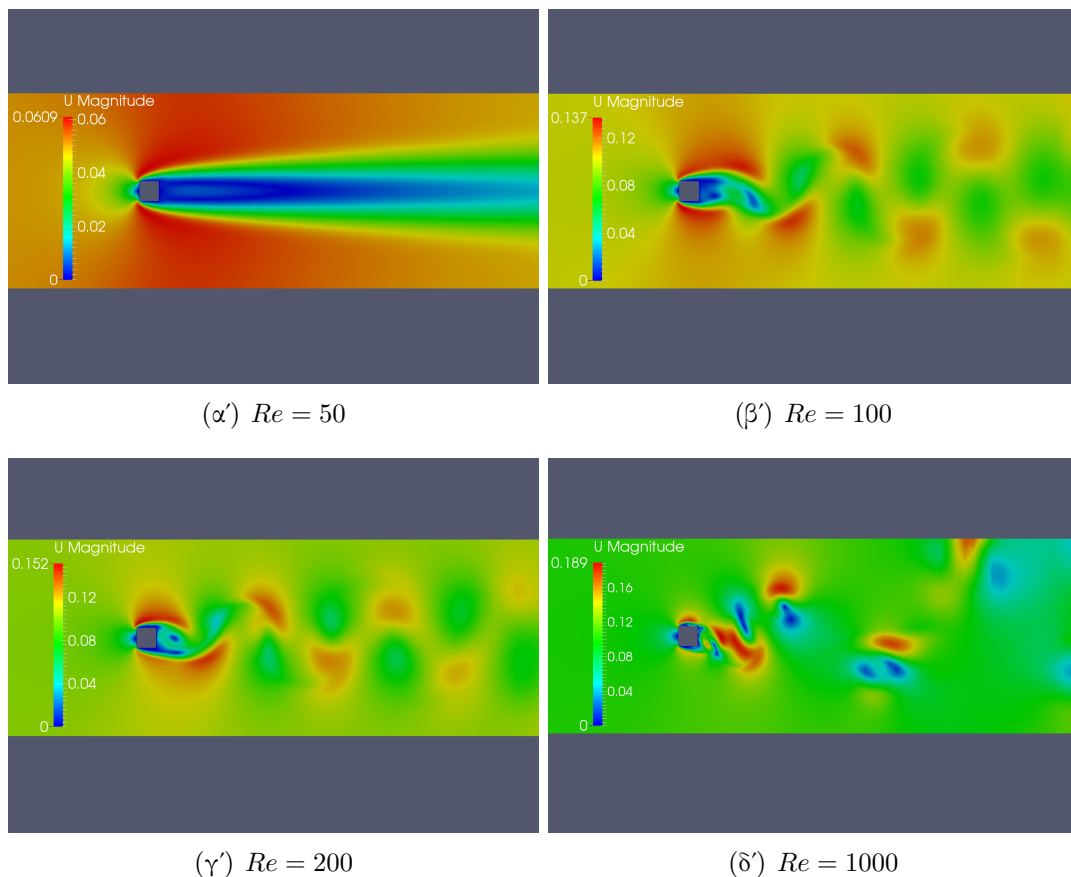 U Magnitude
0.0609
0.06
0.04
0.02
0
(α′) Re = 50
U Magnitude
0.137
0.12
0.08
0.04
0
(β′) Re = 100
U Magnitude
0.152
0.12
0.08
0.04
0
(γ′) Re = 200
U Magnitude
0.189
0.16
0.12
0.08
0.04
0
(δ′) Re = 1000